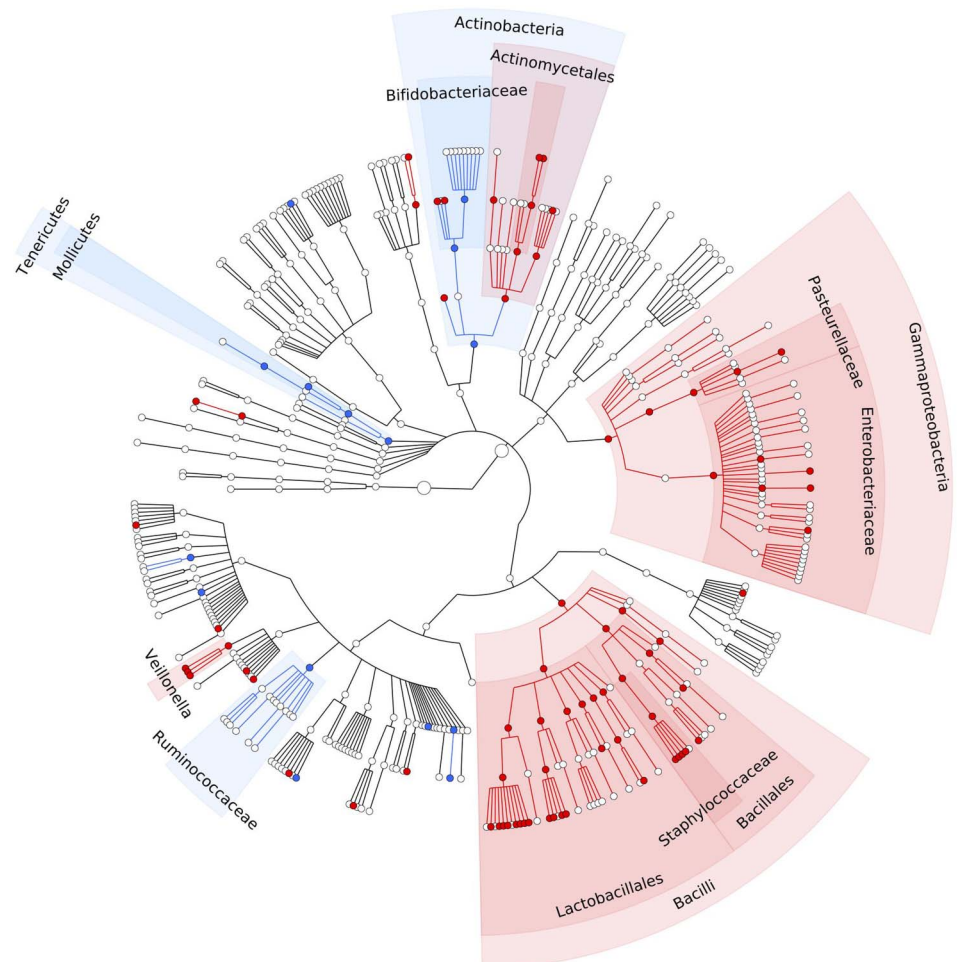 Actinobacteria
Actinomycetales
Bifidobacteriaceae
Tenericutes
Mollicutes
Pasteurellaceae
Gammaproteobacteria
Enterobacteriaceae
Veillonella
Ruminococcaceae
Staphylococcaceae
Bacillales
Lactobacillales
Bacilli